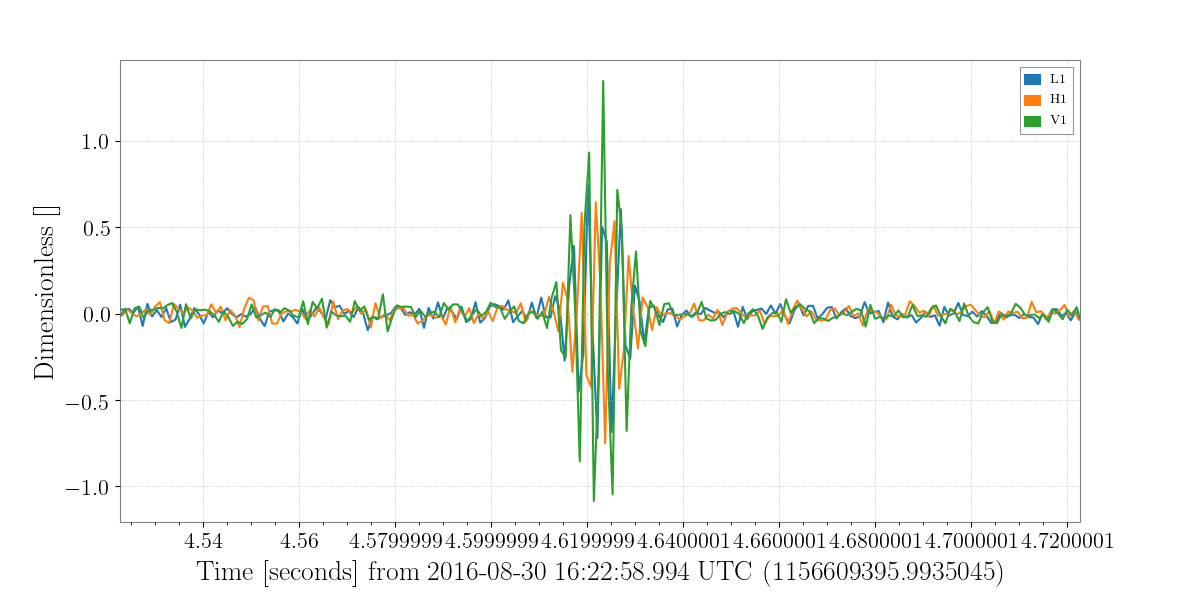 L1
H1
V1
1.0
0.5
0.0
−0.5
−1.0
Dimensionless []
4.54 4.56 4.5799999 4.5999999 4.6199999 4.6400001 4.6600001 4.6800001 4.7000001 4.7200001
Time [seconds] from 2016-08-30 16:22:58.994 UTC (1156609395.9935045)